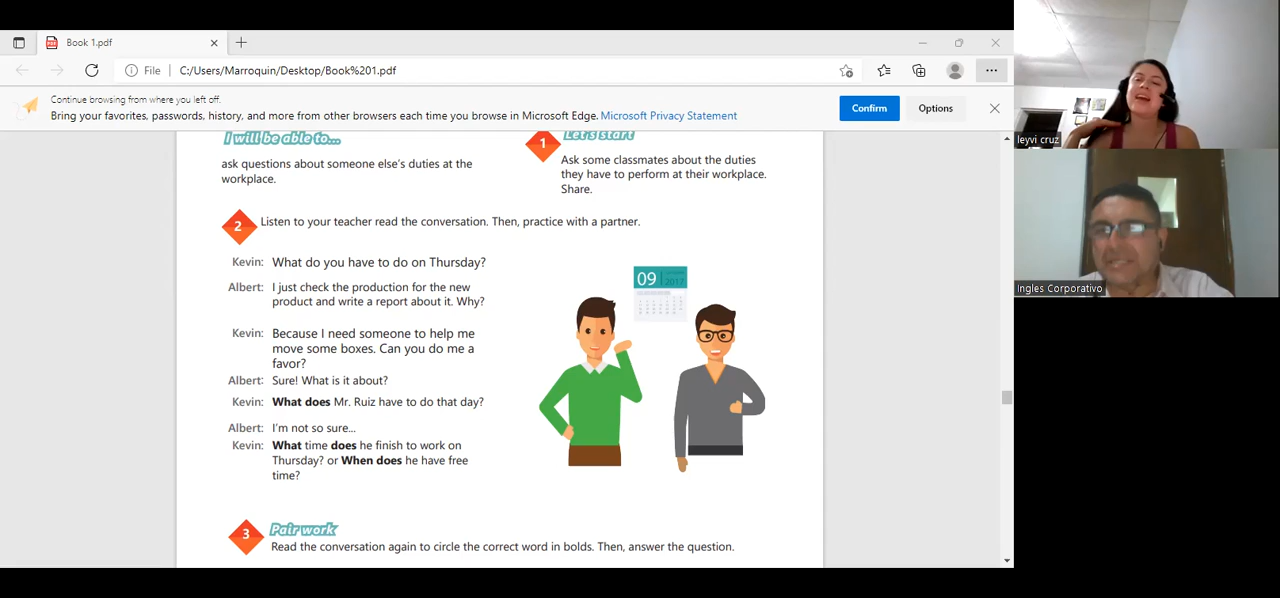 Book 1.pdf
File
C:/Users/Marroquin/Desktop/Book%201.pdf
Continue browsing from where you left off.
Bring your favorites, passwords, history, and more from other browsers each time you browse in Microsoft Edge. Microsoft Privacy Statement
Confirm
Options
I will be able to...
ask questions about someone else's duties at the
workplace.
1
Let's start
Ask some classmates about the duties
they have to perform at their workplace.
Share.
2
Listen to your teacher read the conversation. Then, practice with a partner.
Kevin: What do you have to do on Thursday?
Albert: I just check the production for the new
product and write a report about it. Why?
Kevin: Because I need someone to help me
move some boxes. Can you do me a
favor?
Albert: Sure! What is it about?
Kevin: What does Mr. Ruiz have to do that day?
Albert: I'm not so sure...
Kevin: What time does he finish to work on
Thursday? or When does he have free
time?
09
2017
3
Pair work
Read the conversation again to circle the correct word in bolds. Then, answer the question.
leyvi cruz
Ingles Corporativo